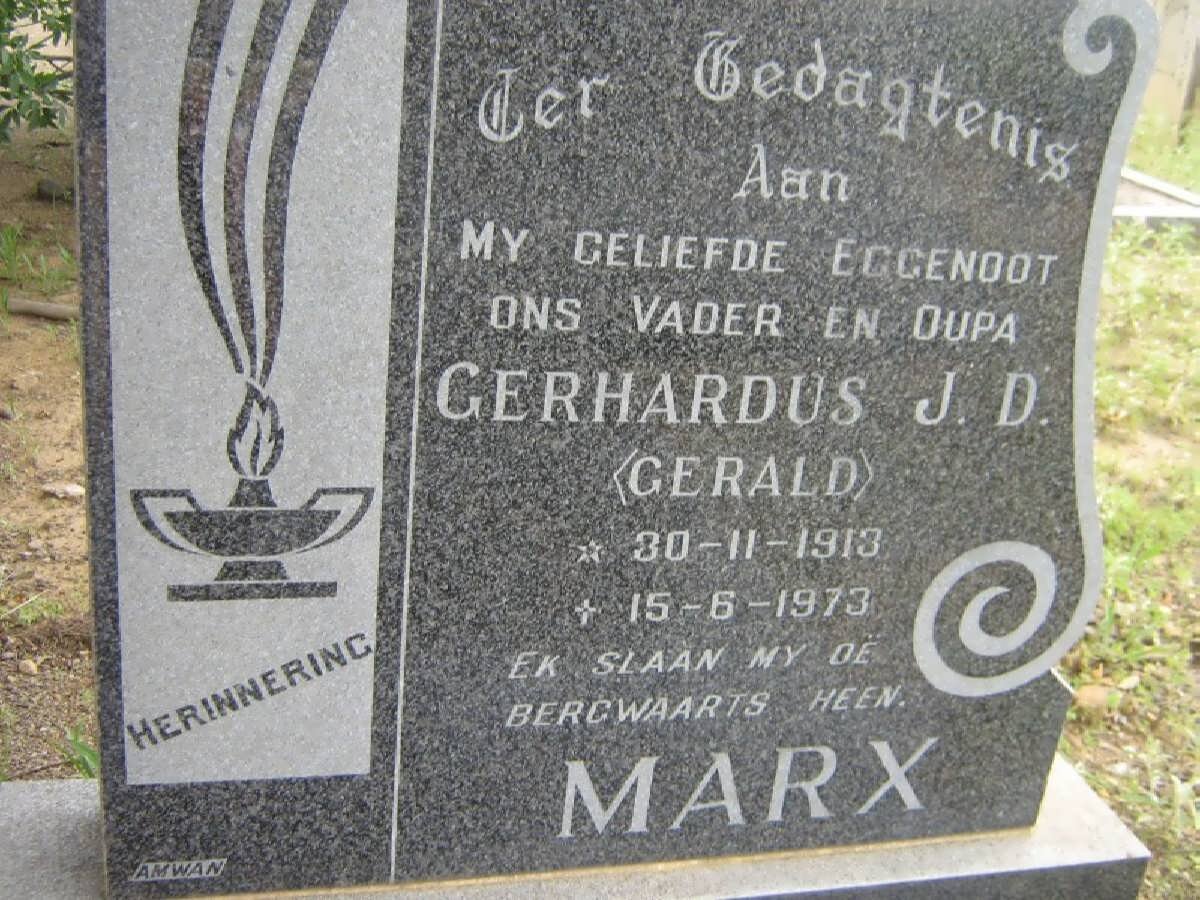 Ter Gedagtenis
Aan
MY GELIEFDE EGGENOOT
ONS VADER EN OUPA
GERHARDUS J. D.
(GERALD)
☆ 30-11-1913
✝ 15-6-1973
EK SLAAN MY OË
BERGWAARTS HEEN.
MARX
HERINNERING
AMWAN